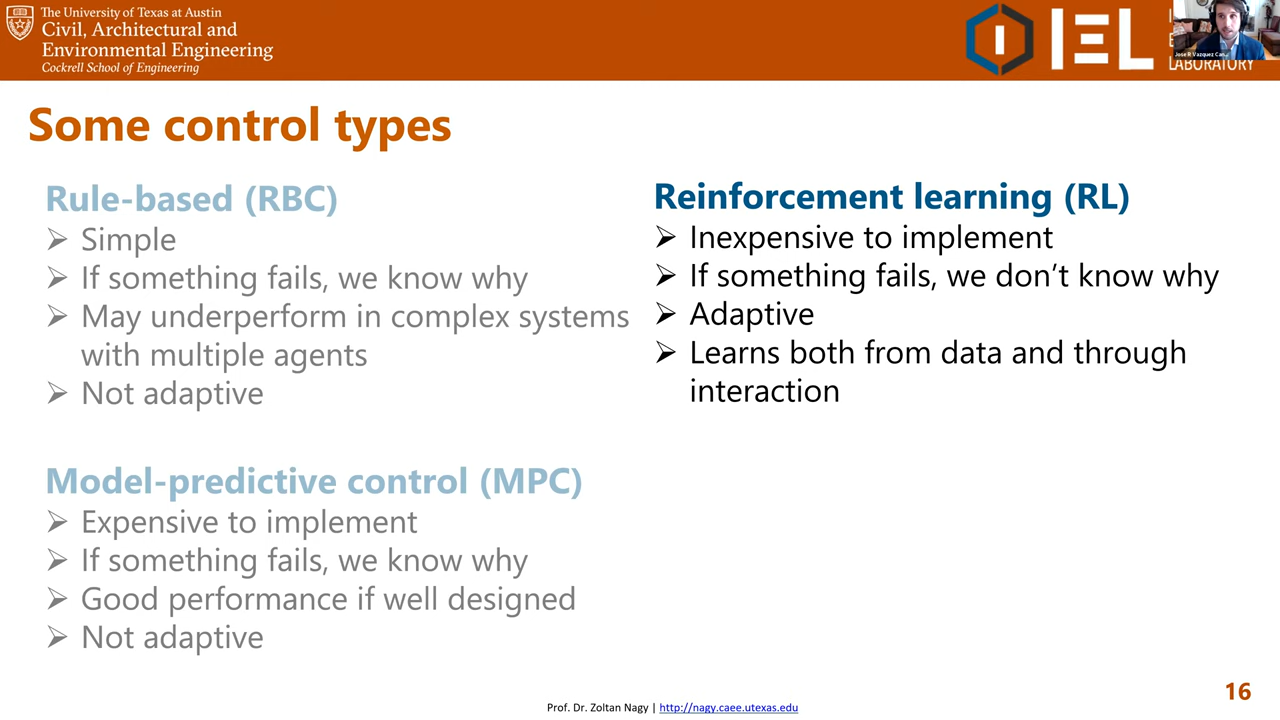 The University of Texas at Austin
Civil, Architectural and
Environmental Engineering
Cockrell School of Engineering
IEL
LABORATORY
Jose R Vazquez Can...
Some control types
Rule-based (RBC)
➢ Simple
➢ If something fails, we know why
➢ May underperform in complex systems
with multiple agents
➢ Not adaptive
Model-predictive control (MPC)
➢ Expensive to implement
➢ If something fails, we know why
➢ Good performance if well designed
➢ Not adaptive
Reinforcement learning (RL)
➢ Inexpensive to implement
➢ If something fails, we don’t know why
➢ Adaptive
➢ Learns both from data and through
interaction
16
Prof. Dr. Zoltan Nagy | http://nagy.caee.utexas.edu